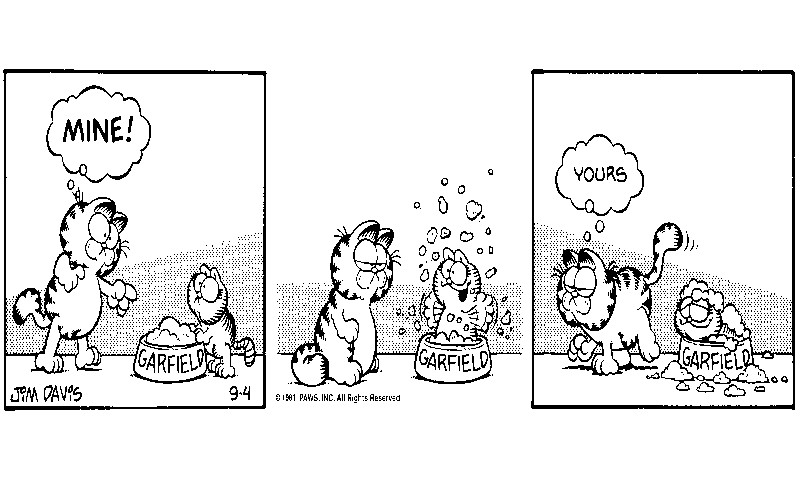 MINE!
GARFIELD
JIM DAVIS
9-4
GARFIELD
© 1981 PAWS, INC. All Rights Reserved
YOURS
GARFIELD